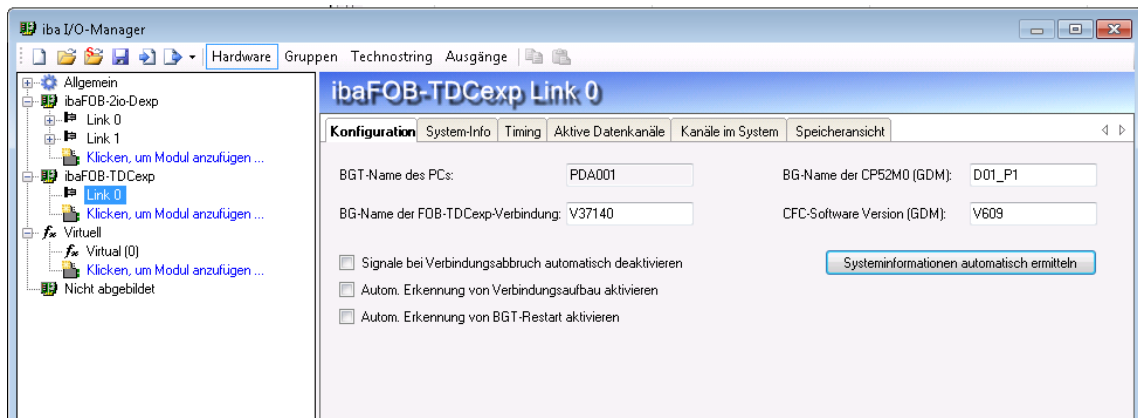 iba I/O-Manager
Hardware Gruppen Technostring Ausgänge
Allgemein
ibaFOB-2io-Dexp
Link 0
Link 1
Klicken, um Modul anzufügen ...
ibaFOB-TDCexp
Link 0
Klicken, um Modul anzufügen ...
Virtuell
Virtual (0)
Klicken, um Modul anzufügen ...
Nicht abgebildet
ibaFOB-TDCexp Link 0
Konfiguration System-Info Timing Aktive Datenkanäle Kanäle im System Speicheransicht
BGT-Name des PCs: PDA001 BG-Name der CP52M0 (GDM): D01_P1
BG-Name der FOB-TDCexp-Verbindung: V37140 CFC-Software Version (GDM): V609
Signale bei Verbindungsabbruch automatisch deaktivieren
Systeminformationen automatisch ermitteln
Autom. Erkennung von Verbindungsaufbau aktivieren
Autom. Erkennung von BGT-Restart aktivieren